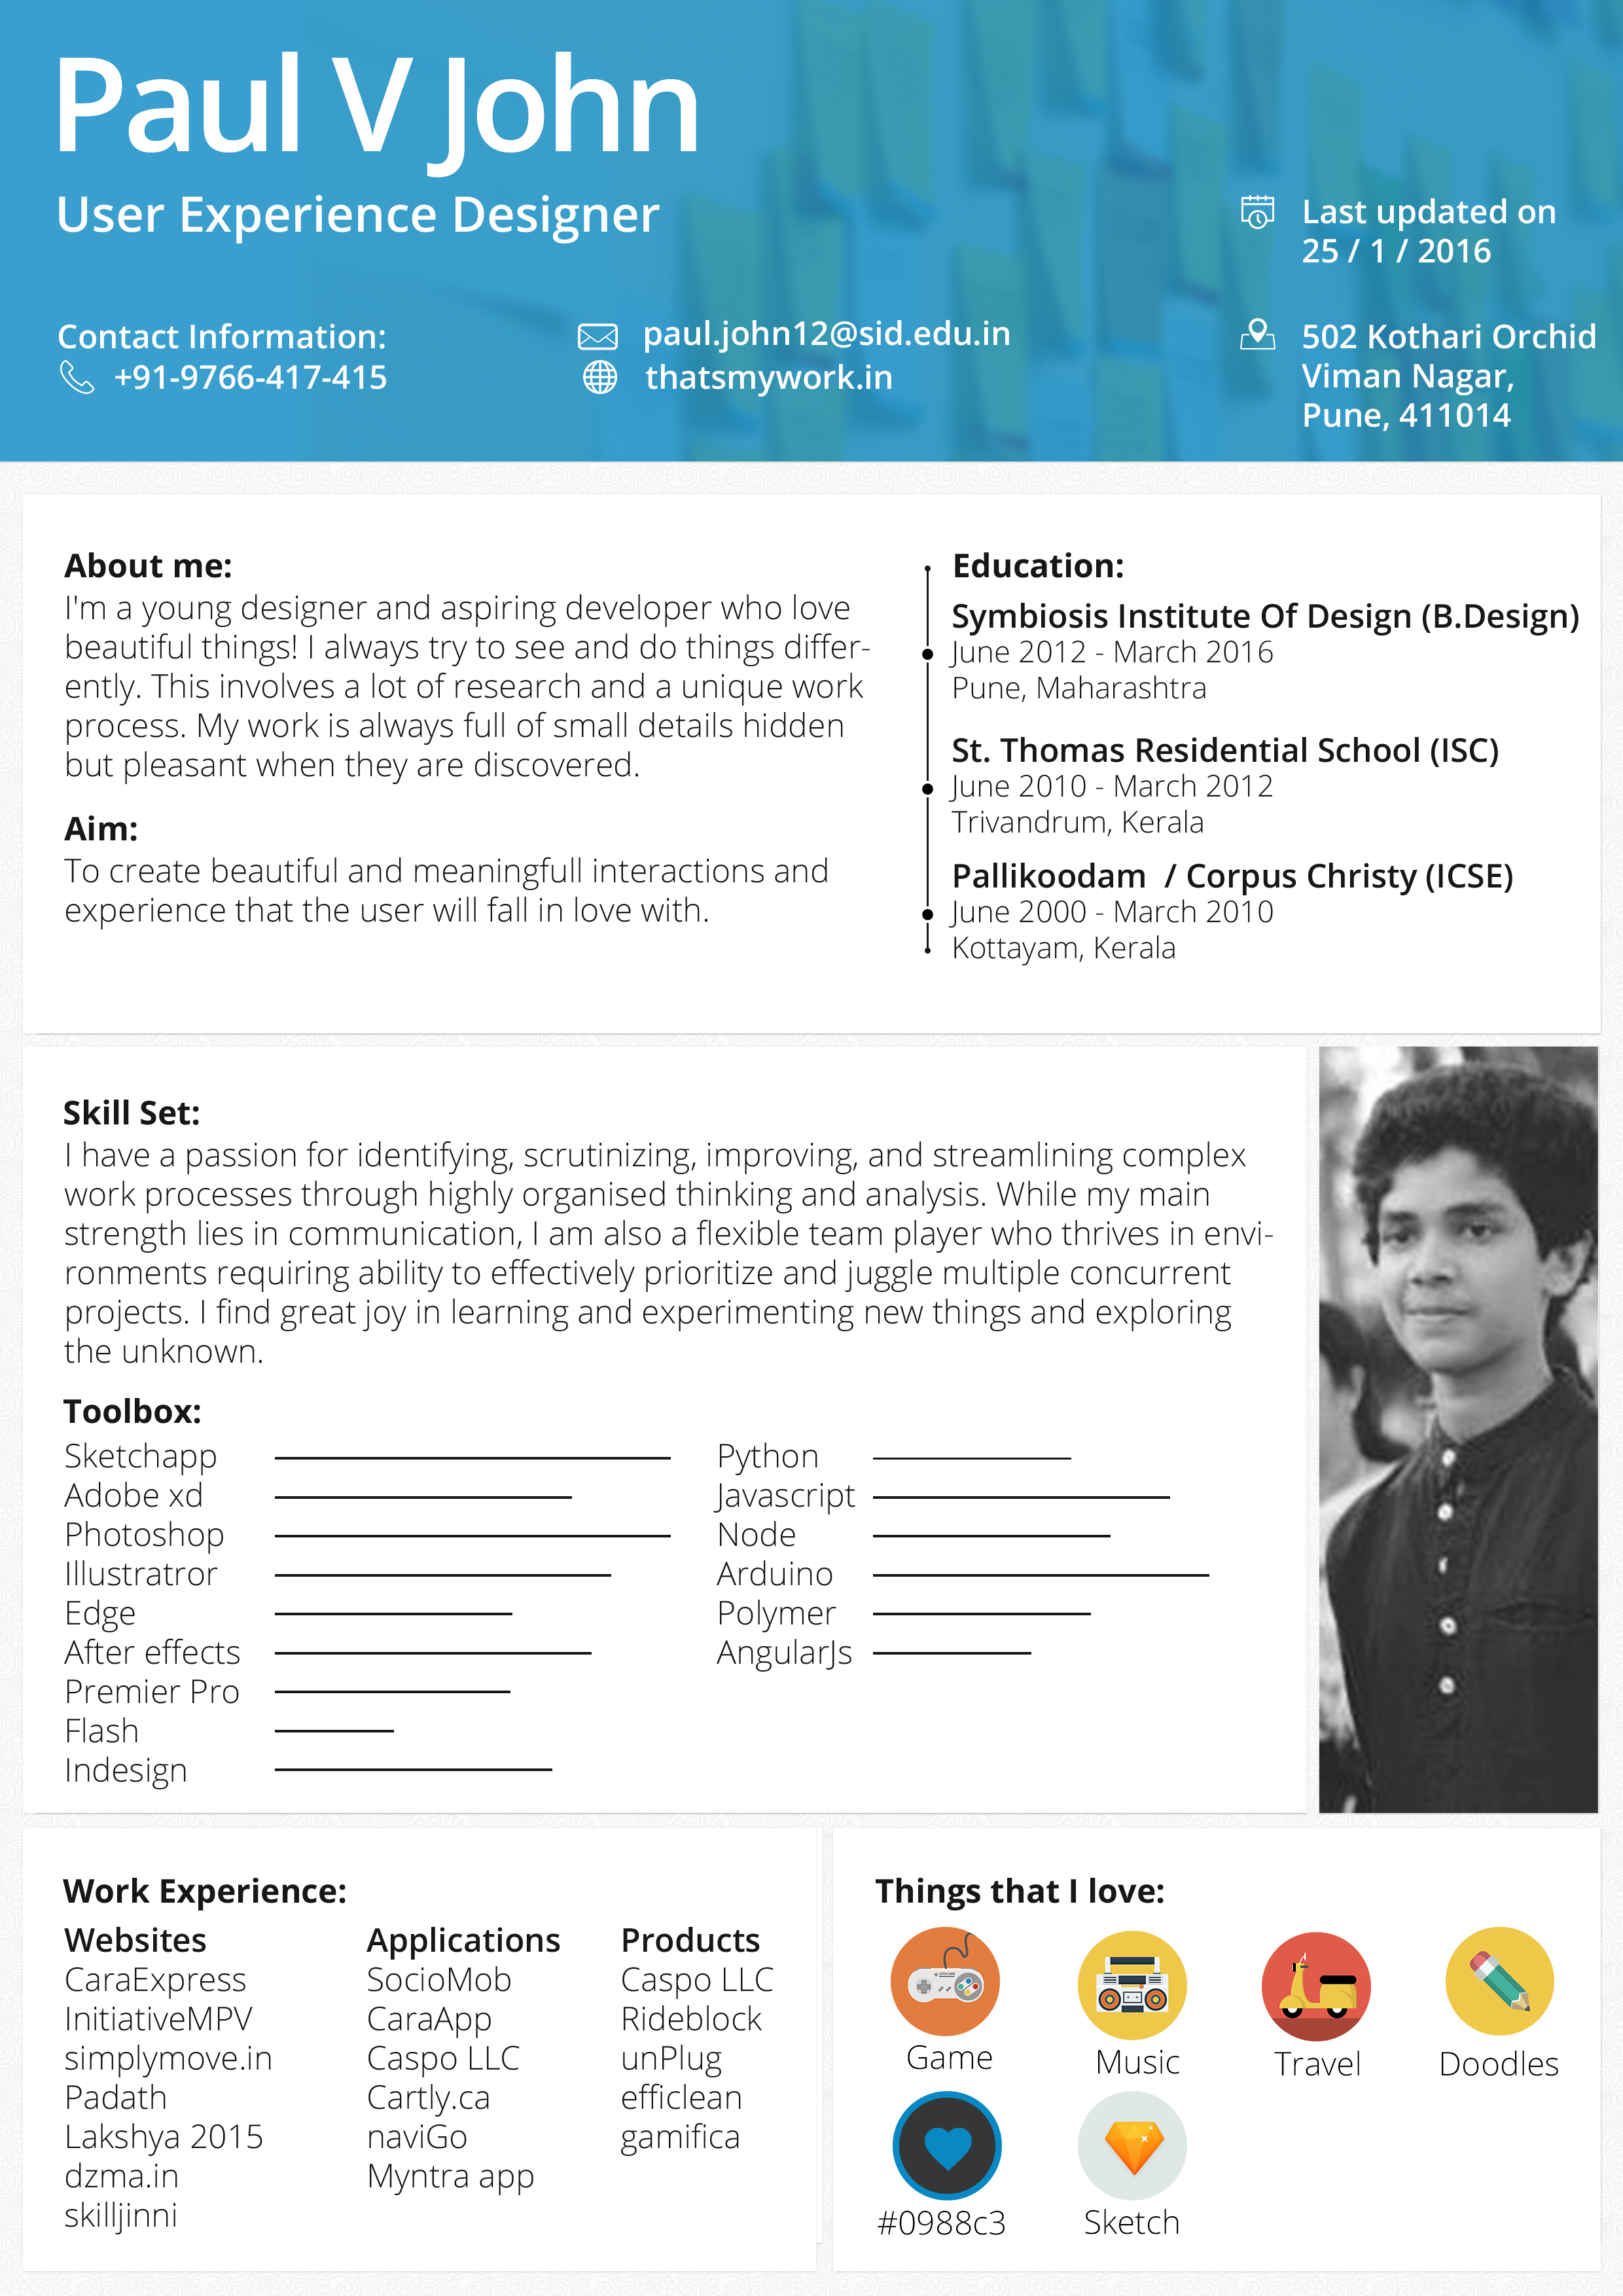 Paul V John
User Experience Designer
Last updated on
25 / 1 / 2016
Contact Information:
+91-9766-417-415
paul.john12@sid.edu.in
thatsmywork.in
502 Kothari Orchid
Viman Nagar,
Pune, 411014
About me:
I'm a young designer and aspiring developer who love
beautiful things! I always try to see and do things differ-
ently. This involves a lot of research and a unique work
process. My work is always full of small details hidden
but pleasant when they are discovered.
Aim:
To create beautiful and meaningfull interactions and
experience that the user will fall in love with.
Education:
Symbiosis Institute Of Design (B.Design)
June 2012 - March 2016
Pune, Maharashtra
St. Thomas Residential School (ISC)
June 2010 - March 2012
Trivandrum, Kerala
Pallikoodam / Corpus Christy (ICSE)
June 2000 - March 2010
Kottayam, Kerala
Skill Set:
I have a passion for identifying, scrutinizing, improving, and streamlining complex
work processes through highly organised thinking and analysis. While my main
strength lies in communication, I am also a flexible team player who thrives in envi-
ronments requiring ability to effectively prioritize and juggle multiple concurrent
projects. I find great joy in learning and experimenting new things and exploring
the unknown.
Toolbox:
Sketchapp
Adobe xd
Photoshop
Illustratror
Edge
After effects
Premier Pro
Flash
Indesign
Python
Javascript
Node
Arduino
Polymer
AngularJs
Work Experience:
Websites
CaraExpress
InitiativeMPV
simplymove.in
Padath
Lakshya 2015
dzma.in
skilljinni
Applications
SocioMob
CaraApp
Caspo LLC
Cartly.ca
naviGo
Myntra app
Products
Caspo LLC
Rideblock
unPlug
efficlean
gamifica
Things that I love:
Game
Music
Travel
Doodles
#0988c3
Sketch